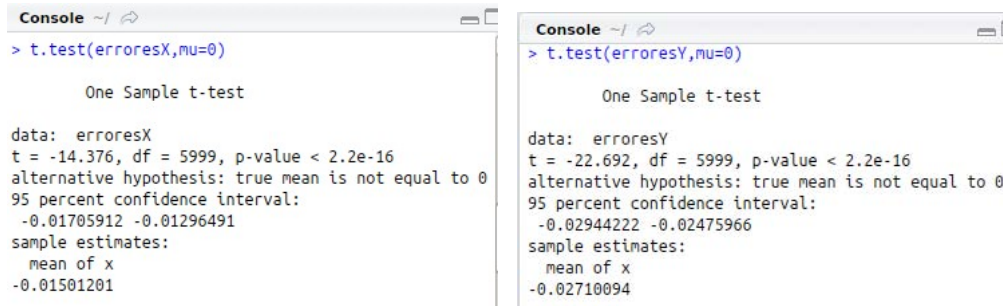 Console ~/
> t.test(erroresX,mu=0)
One Sample t-test
data: erroresX
t = -14.376, df = 5999, p-value < 2.2e-16
alternative hypothesis: true mean is not equal to 0
95 percent confidence interval:
-0.01705912 -0.01296491
sample estimates:
mean of x
-0.01501201
Console ~/
> t.test(erroresY,mu=0)
One Sample t-test
data: erroresY
t = -22.692, df = 5999, p-value < 2.2e-16
alternative hypothesis: true mean is not equal to 0
95 percent confidence interval:
-0.02944222 -0.02475966
sample estimates:
mean of x
-0.02710094